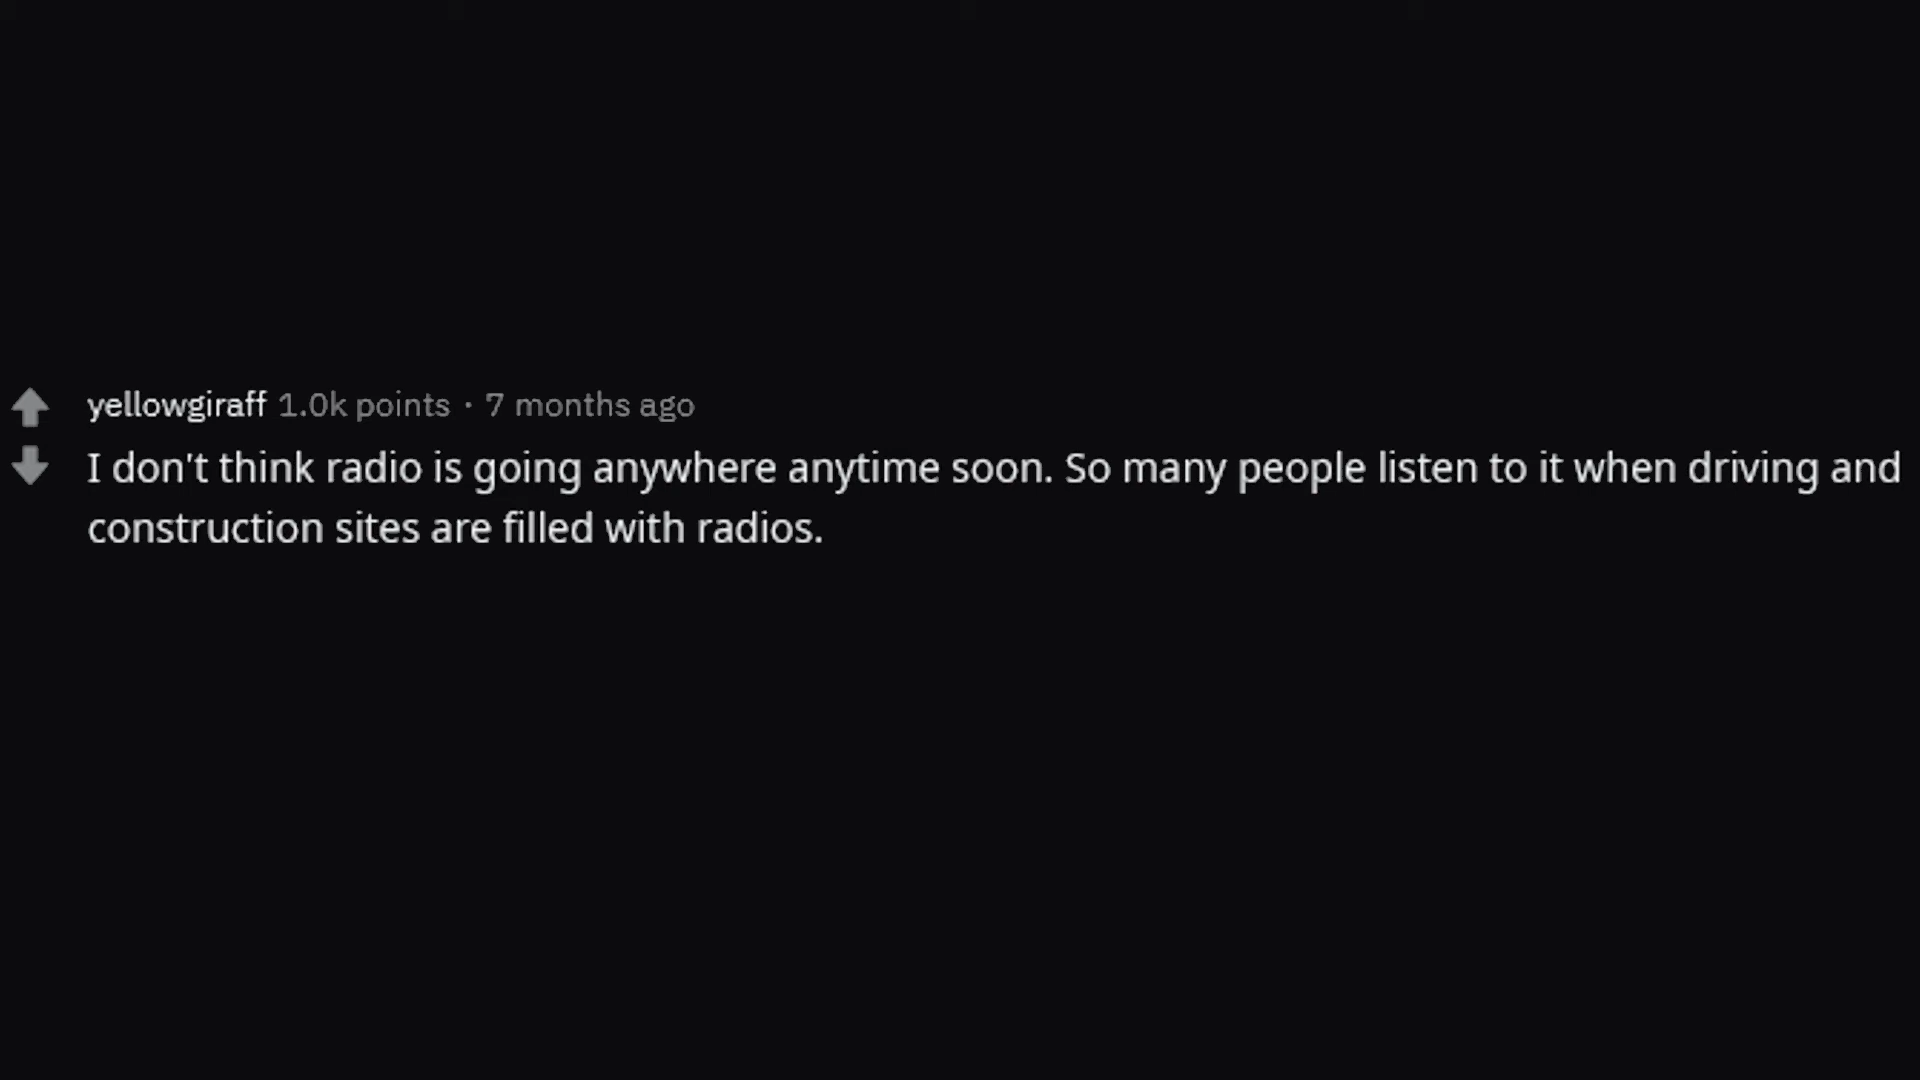 yellowgiraff 1.0k points · 7 months ago
I don't think radio is going anywhere anytime soon. So many people listen to it when driving and
construction sites are filled with radios.